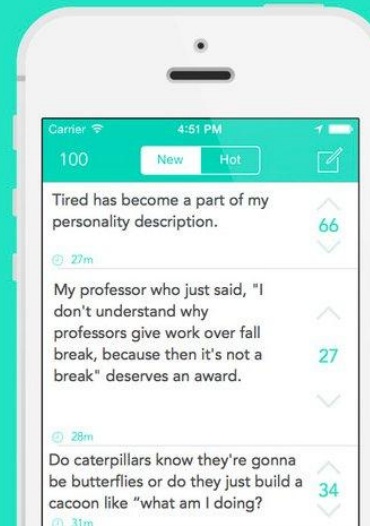 Carrier 4:51 PM
100 New Hot
Tired has become a part of my
personality description.
66
27m
My professor who just said, "I
don't understand why
professors give work over fall
break, because then it's not a
break" deserves an award.
27
28m
Do caterpillars know they're gonna
be butterflies or do they just build a
cacoon like “what am I doing?
34
31m